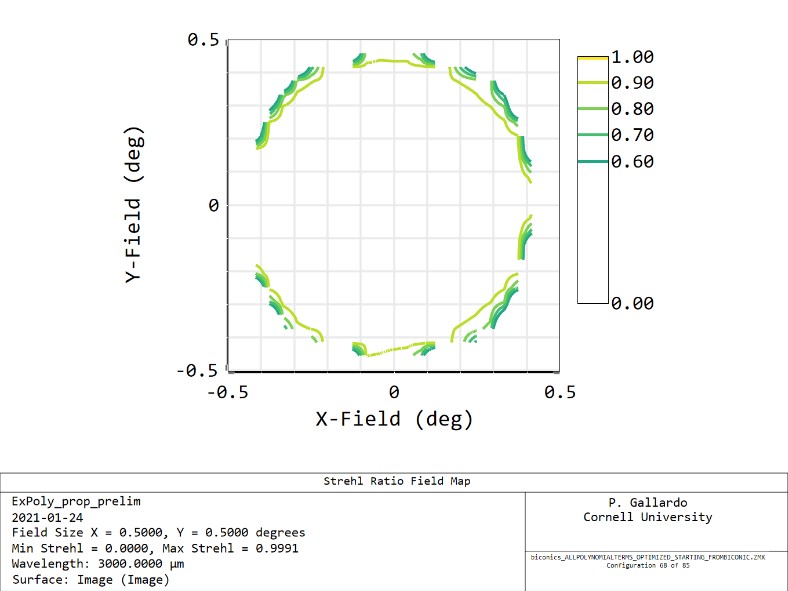 0.5
0
-0.5
-0.5
0
0.5
Y-Field (deg)
X-Field (deg)
1.00
0.90
0.80
0.70
0.60
0.00
Strehl Ratio Field Map
ExPoly_prop_prelim
2021-01-24
Field Size X = 0.5000, Y = 0.5000 degrees
Min Strehl = 0.0000, Max Strehl = 0.9991
Wavelength: 3000.0000 µm
Surface: Image (Image)
P. Gallardo
Cornell University
biconics_ALLPOLYNOMIALTERMS_OPTIMIZED_STARTING_FROMBICONIC.ZMX
Configuration 68 of 85